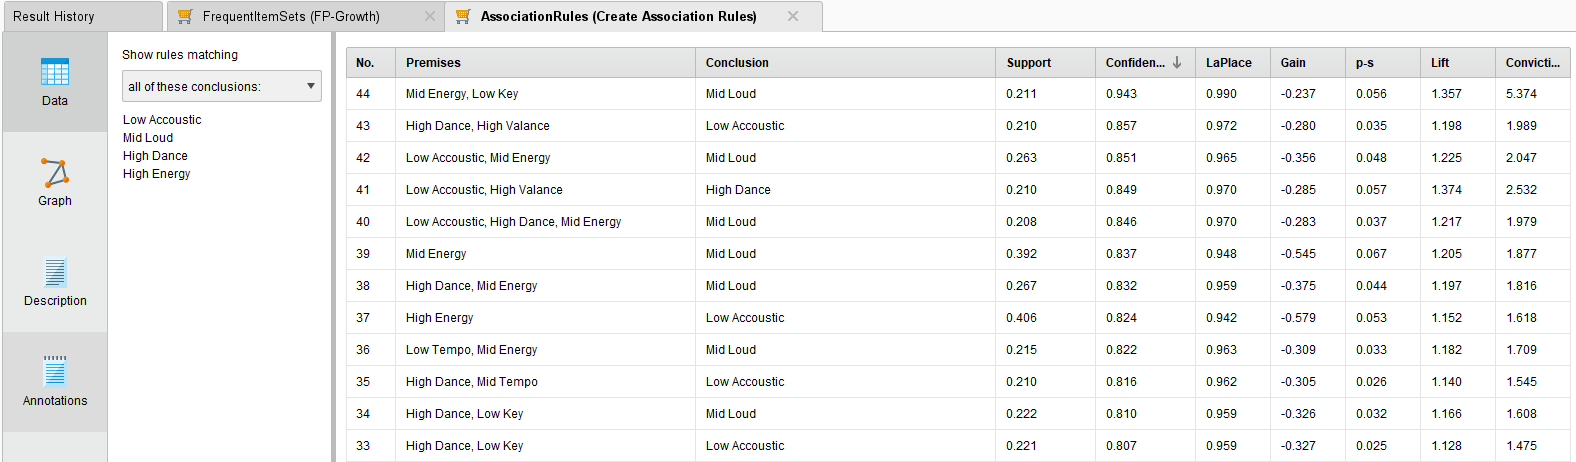 Result History
FrequentItemSets (FP-Growth)
AssociationRules (Create Association Rules)
Data
Graph
Description
Annotations
Show rules matching
all of these conclusions:
Low Accoustic
Mid Loud
High Dance
High Energy
No. Premises Conclusion Support Confiden... LaPlace Gain p-s Lift Convicti...
44 Mid Energy, Low Key Mid Loud 0.211 0.943 0.990 -0.237 0.056 1.357 5.374
43 High Dance, High Valance Low Accoustic 0.210 0.857 0.972 -0.280 0.035 1.198 1.989
42 Low Accoustic, Mid Energy Mid Loud 0.263 0.851 0.965 -0.356 0.048 1.225 2.047
41 Low Accoustic, High Valance High Dance 0.210 0.849 0.970 -0.285 0.057 1.374 2.532
40 Low Accoustic, High Dance, Mid Energy Mid Loud 0.208 0.846 0.970 -0.283 0.037 1.217 1.979
39 Mid Energy Mid Loud 0.392 0.837 0.948 -0.545 0.067 1.205 1.877
38 High Dance, Mid Energy Mid Loud 0.267 0.832 0.959 -0.375 0.044 1.197 1.816
37 High Energy Low Accoustic 0.406 0.824 0.942 -0.579 0.053 1.152 1.618
36 Low Tempo, Mid Energy Mid Loud 0.215 0.822 0.963 -0.309 0.033 1.182 1.709
35 High Dance, Mid Tempo Low Accoustic 0.210 0.816 0.962 -0.305 0.026 1.140 1.545
34 High Dance, Low Key Mid Loud 0.222 0.810 0.959 -0.326 0.032 1.166 1.608
33 High Dance, Low Key Low Accoustic 0.221 0.807 0.959 -0.327 0.025 1.128 1.475